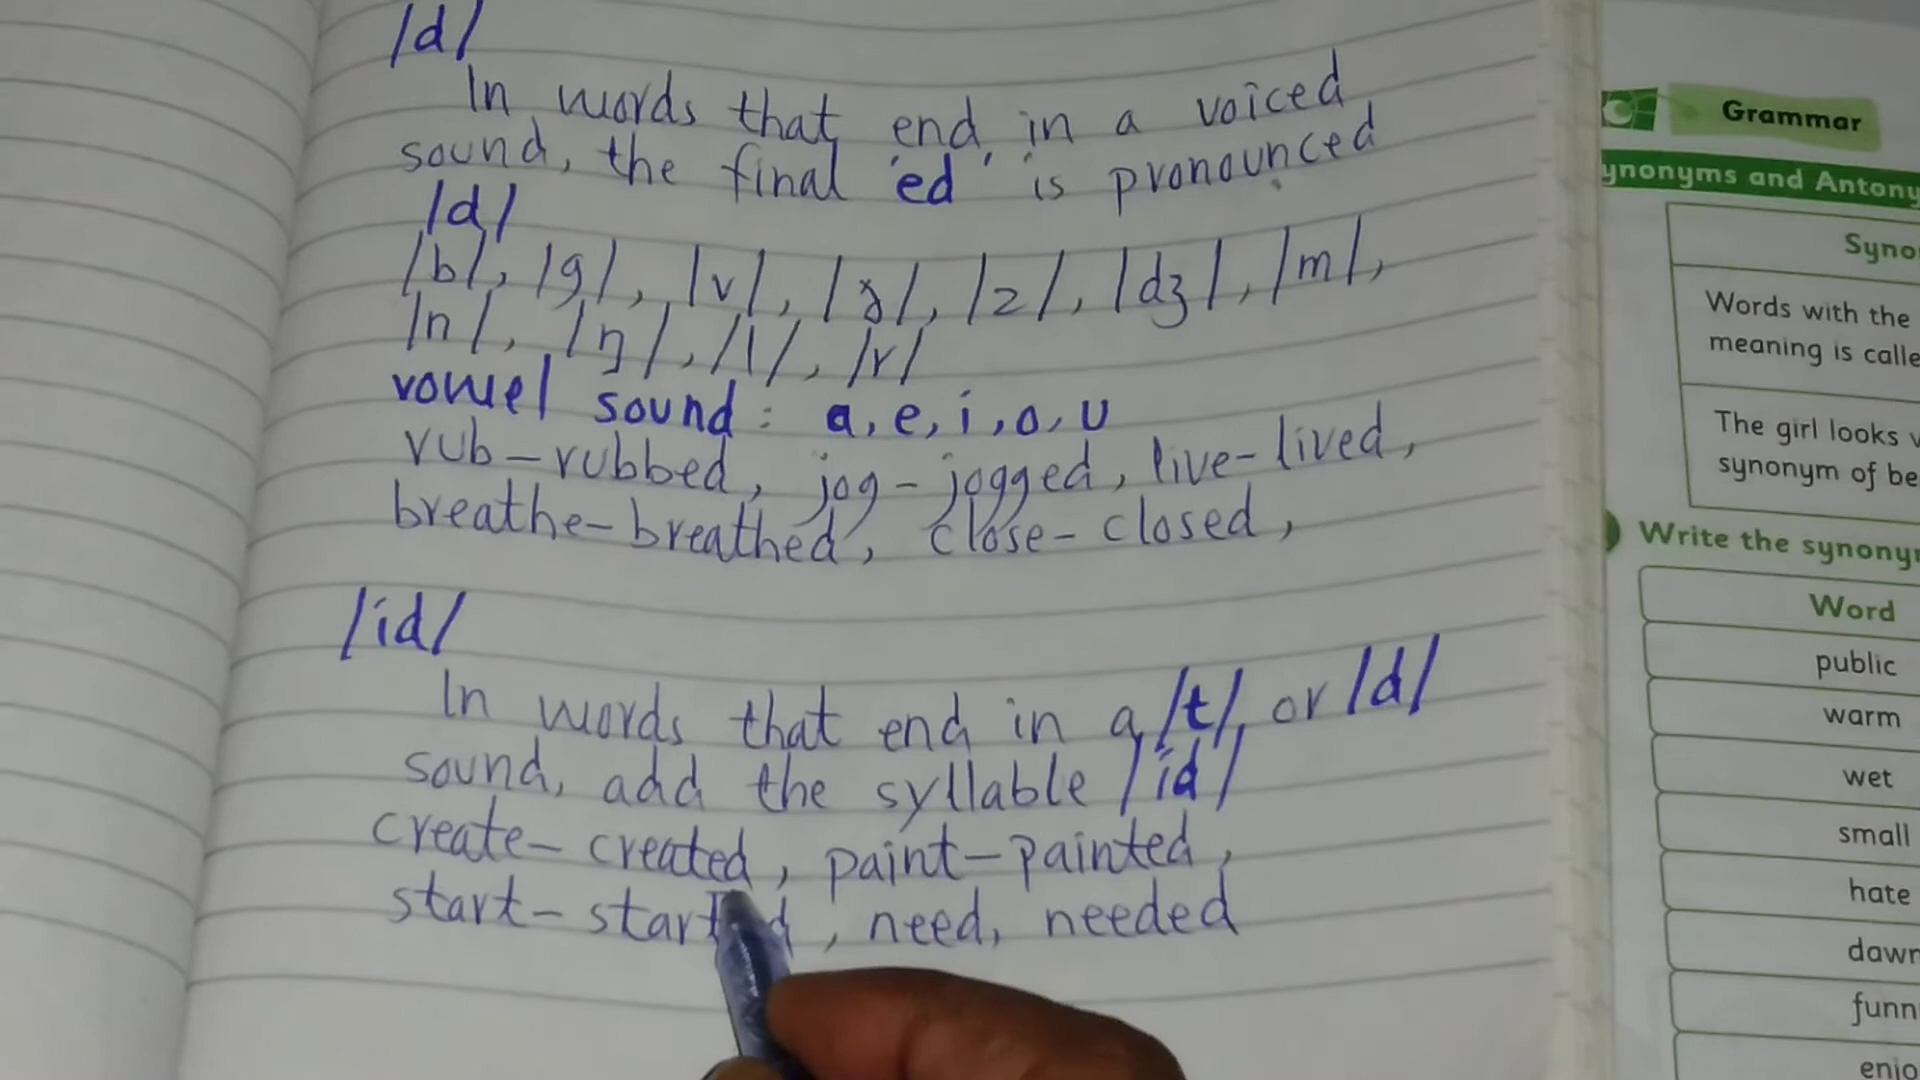 /d/
In words that end in a voiced
sound, the final 'ed' is pronounced
/d/
/b/, /g/, /v/, /ʒ/, /z/, /dʒ/, /m/,
/n/, /ŋ/, /l/, /r/
vowel sound: a, e, i, o, u
rub-rubbed, jog-jogged, live-lived,
breathe-breathed, close-closed,
/id/
In words that end in a /t/, or /d/
sound, add the syllable /id/
create-created, paint-painted,
start- , need, needed
Grammar
ynonyms and Antony
Syno
Words with the
meaning is calle
The girl looks
synonym of be
Write the synony
Word
public
warm
wet
small
hate
dawn
funn
enjo